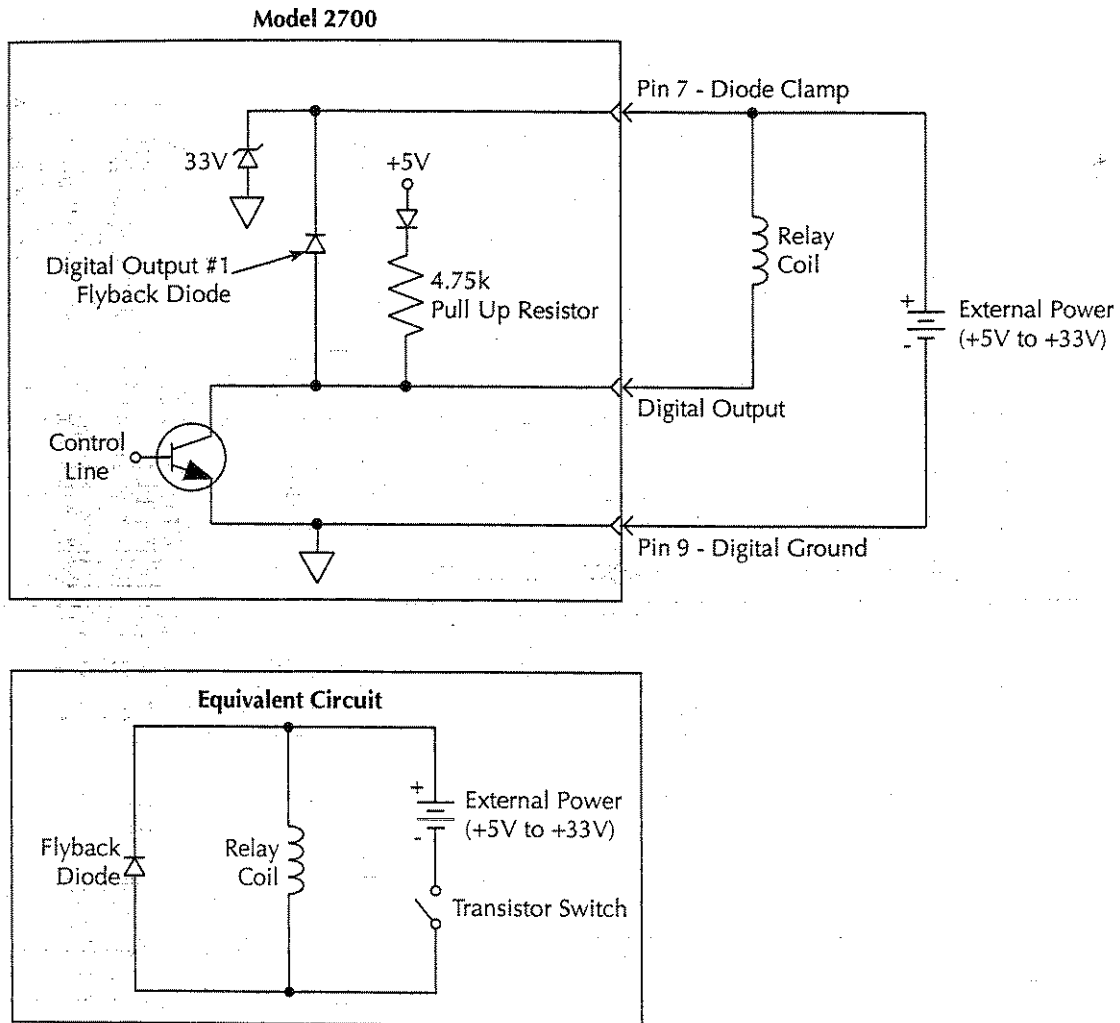 Model 2700
Pin 7 - Diode Clamp
33V
+5V
Digital Output #1
Flyback Diode
4.75k
Pull Up Resistor
Relay
Coil
+
-
External Power
(+5V to +33V)
Digital Output
Control
Line
Pin 9 - Digital Ground
Equivalent Circuit
+
-
External Power
(+5V to +33V)
Flyback
Diode
Relay
Coil
Transistor Switch